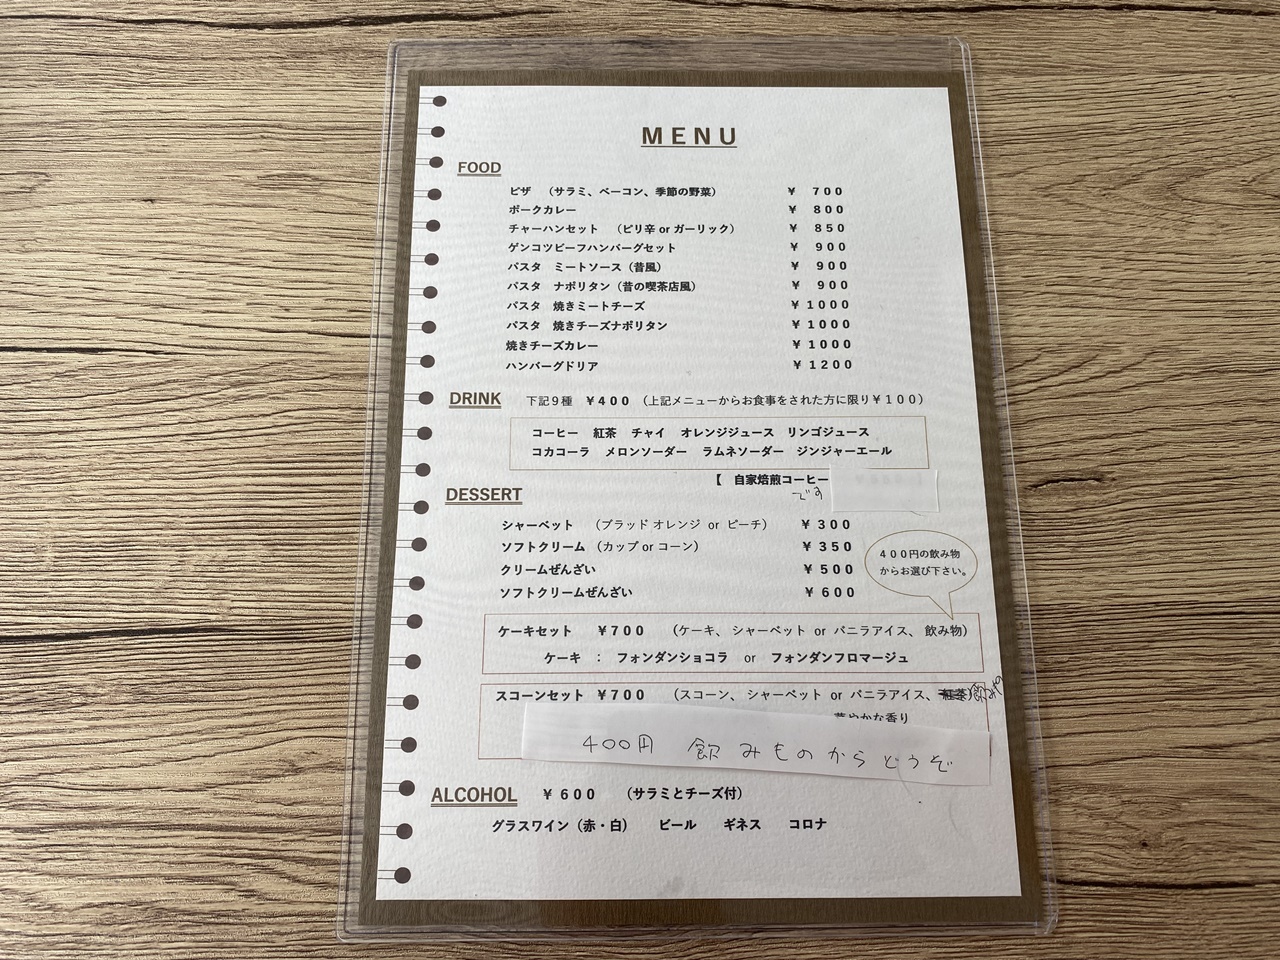 MENU
FOOD
ピザ （サラミ、ベーコン、季節の野菜） ¥ 700
ポークカレー ¥ 800
チャーハンセット （ピリ辛 or ガーリック） ¥ 850
ゲンコツビーフハンバーグセット ¥ 900
パスタ ミートソース（昔風） ¥ 900
パスタ ナポリタン（昔の喫茶店風） ¥ 900
パスタ 焼きミートチーズ ¥1000
パスタ 焼きチーズナポリタン ¥1000
焼きチーズカレー ¥1000
ハンバーグドリア ¥1200
DRINK 下記9種 ¥400 （上記メニューからお食事をされた方に限り¥100）
コーヒー 紅茶 チャイ オレンジジュース リンゴジュース
コカコーラ メロンソーダー ラムネソーダー ジンジャーエール
【 自家焙煎コーヒー
です
DESSERT
シャーベット （ブラッドオレンジ or ピーチ） ¥300
ソフトクリーム （カップ or コーン） ¥350
クリームぜんざい ¥500
ソフトクリームぜんざい ¥600
400円の飲み物
からお選び下さい。
ケーキセット ¥700 （ケーキ、シャーベット or バニラアイス、飲み物）
ケーキ ： フォンダンショコラ or フォンダンフロマージュ
スコーンセット ¥700 （スコーン、シャーベット or バニラアイス、紅茶）飲みもの
華やかな香り
400円 飲みものからどうぞ
ALCOHOL ¥600 （サラミとチーズ付）
グラスワイン（赤・白） ビール ギネス コロナ